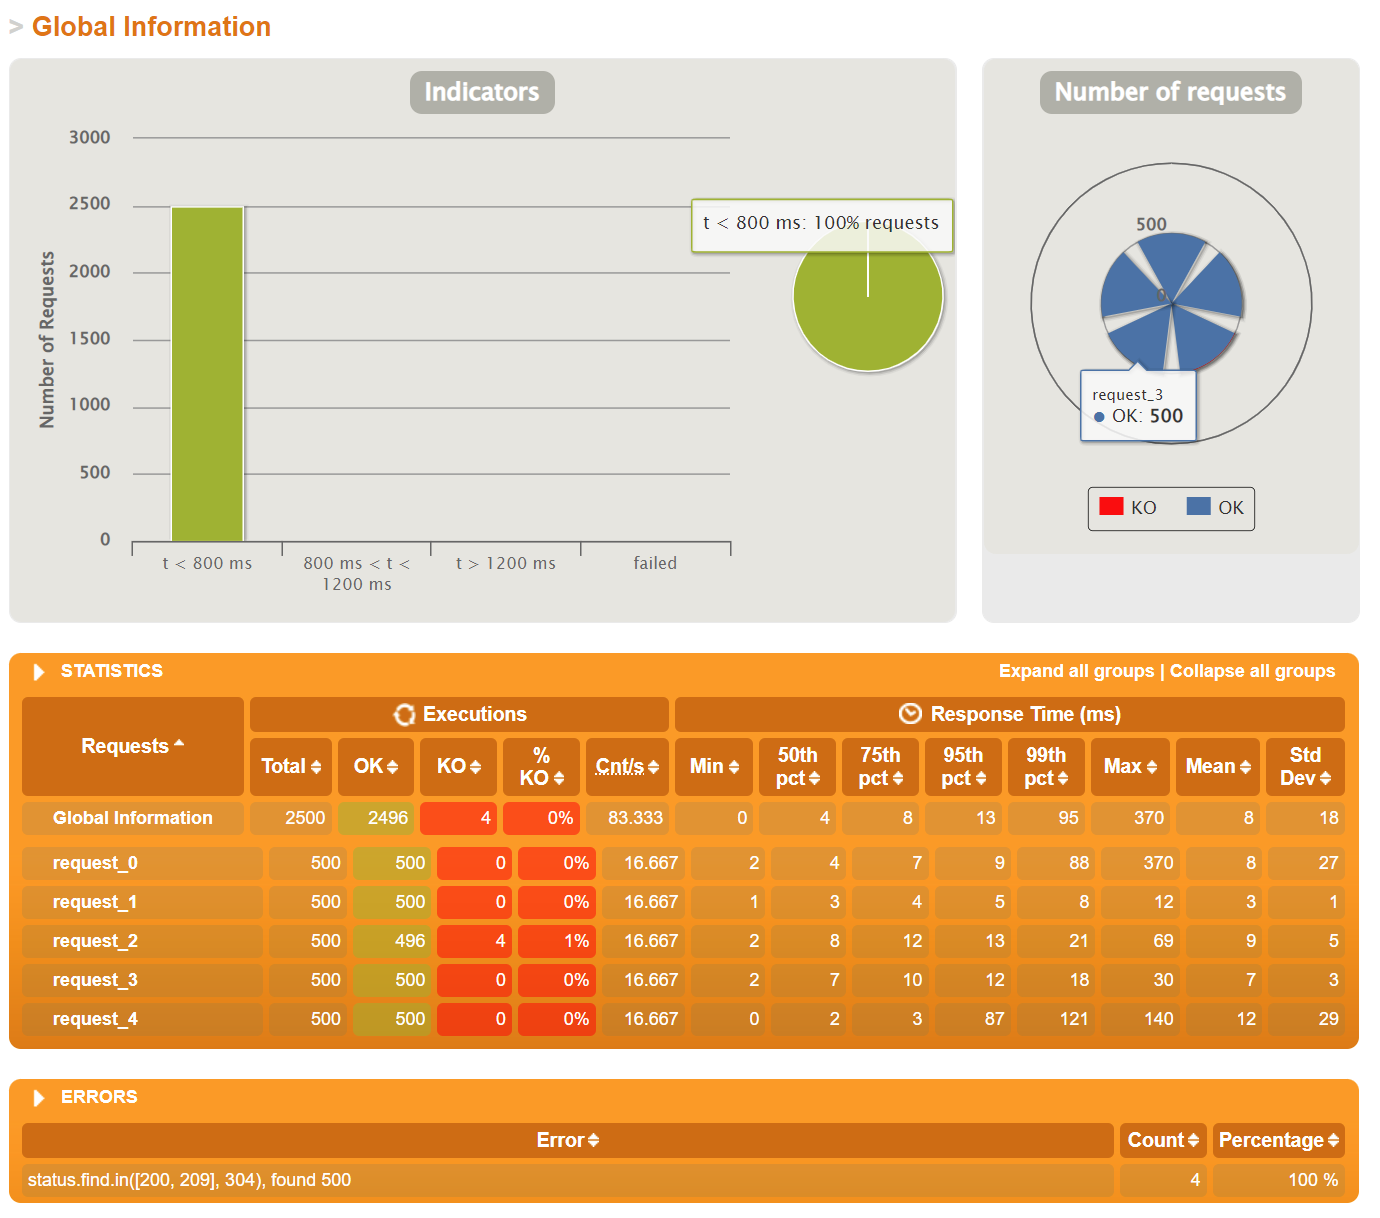 > Global Information
Indicators
3000
2500
2000
1500
1000
500
0
Number of Requests
t < 800 ms
800 ms < t <
1200 ms
t > 1200 ms
failed
t < 800 ms: 100% requests
Number of requests
500
0
request_3
OK: 500
KO OK
STATISTICS Expand all groups | Collapse all groups
Requests Executions Response Time (ms)
Total OK KO % KO Cnt/s Min 50th pct 75th pct 95th pct 99th pct Max Mean Std Dev
Global Information 2500 2496 4 0% 83.333 0 4 8 13 95 370 8 18
request_0 500 500 0 0% 16.667 2 4 7 9 88 370 8 27
request_1 500 500 0 0% 16.667 1 3 4 5 8 12 3 1
request_2 500 496 4 1% 16.667 2 8 12 13 21 69 9 5
request_3 500 500 0 0% 16.667 2 7 10 12 18 30 7 3
request_4 500 500 0 0% 16.667 0 2 3 87 121 140 12 29
ERRORS
Error Count Percentage
status.find.in([200, 209], 304), found 500 4 100 %